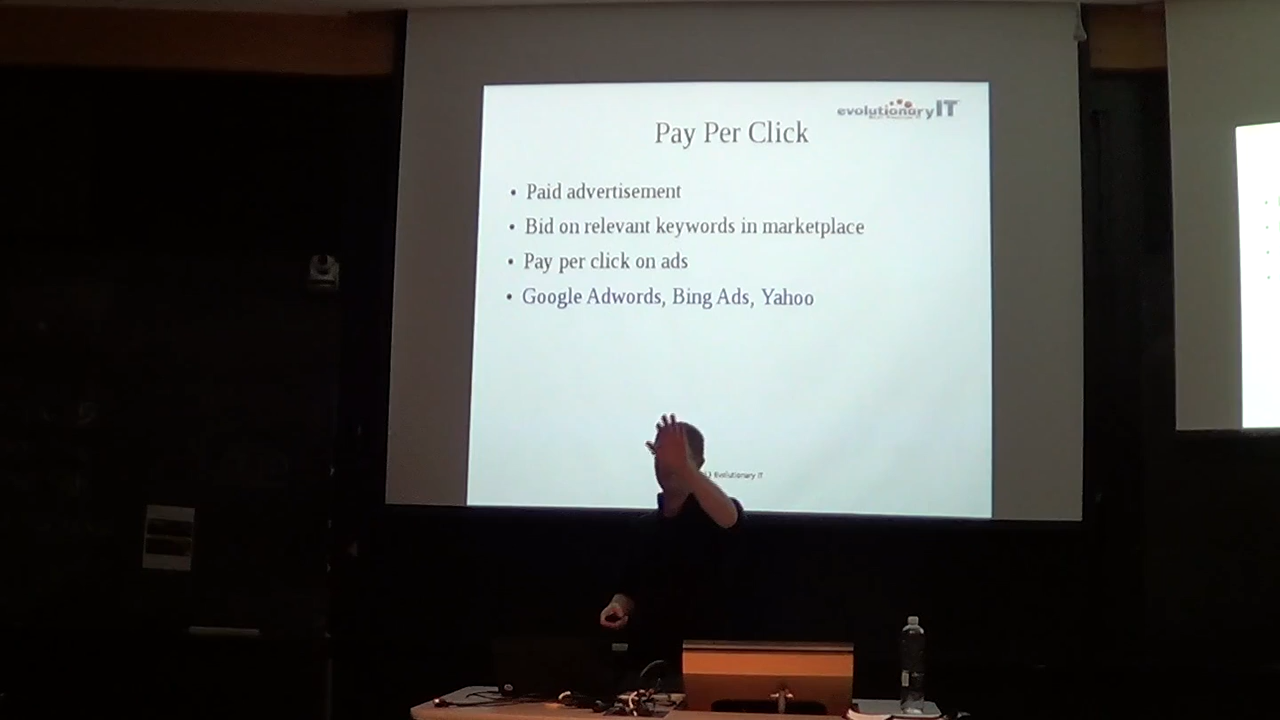 evolutionaryIT
Pay Per Click
• Paid advertisement
• Bid on relevant keywords in marketplace
• Pay per click on ads
• Google Adwords, Bing Ads, Yahoo
Evolutionary IT